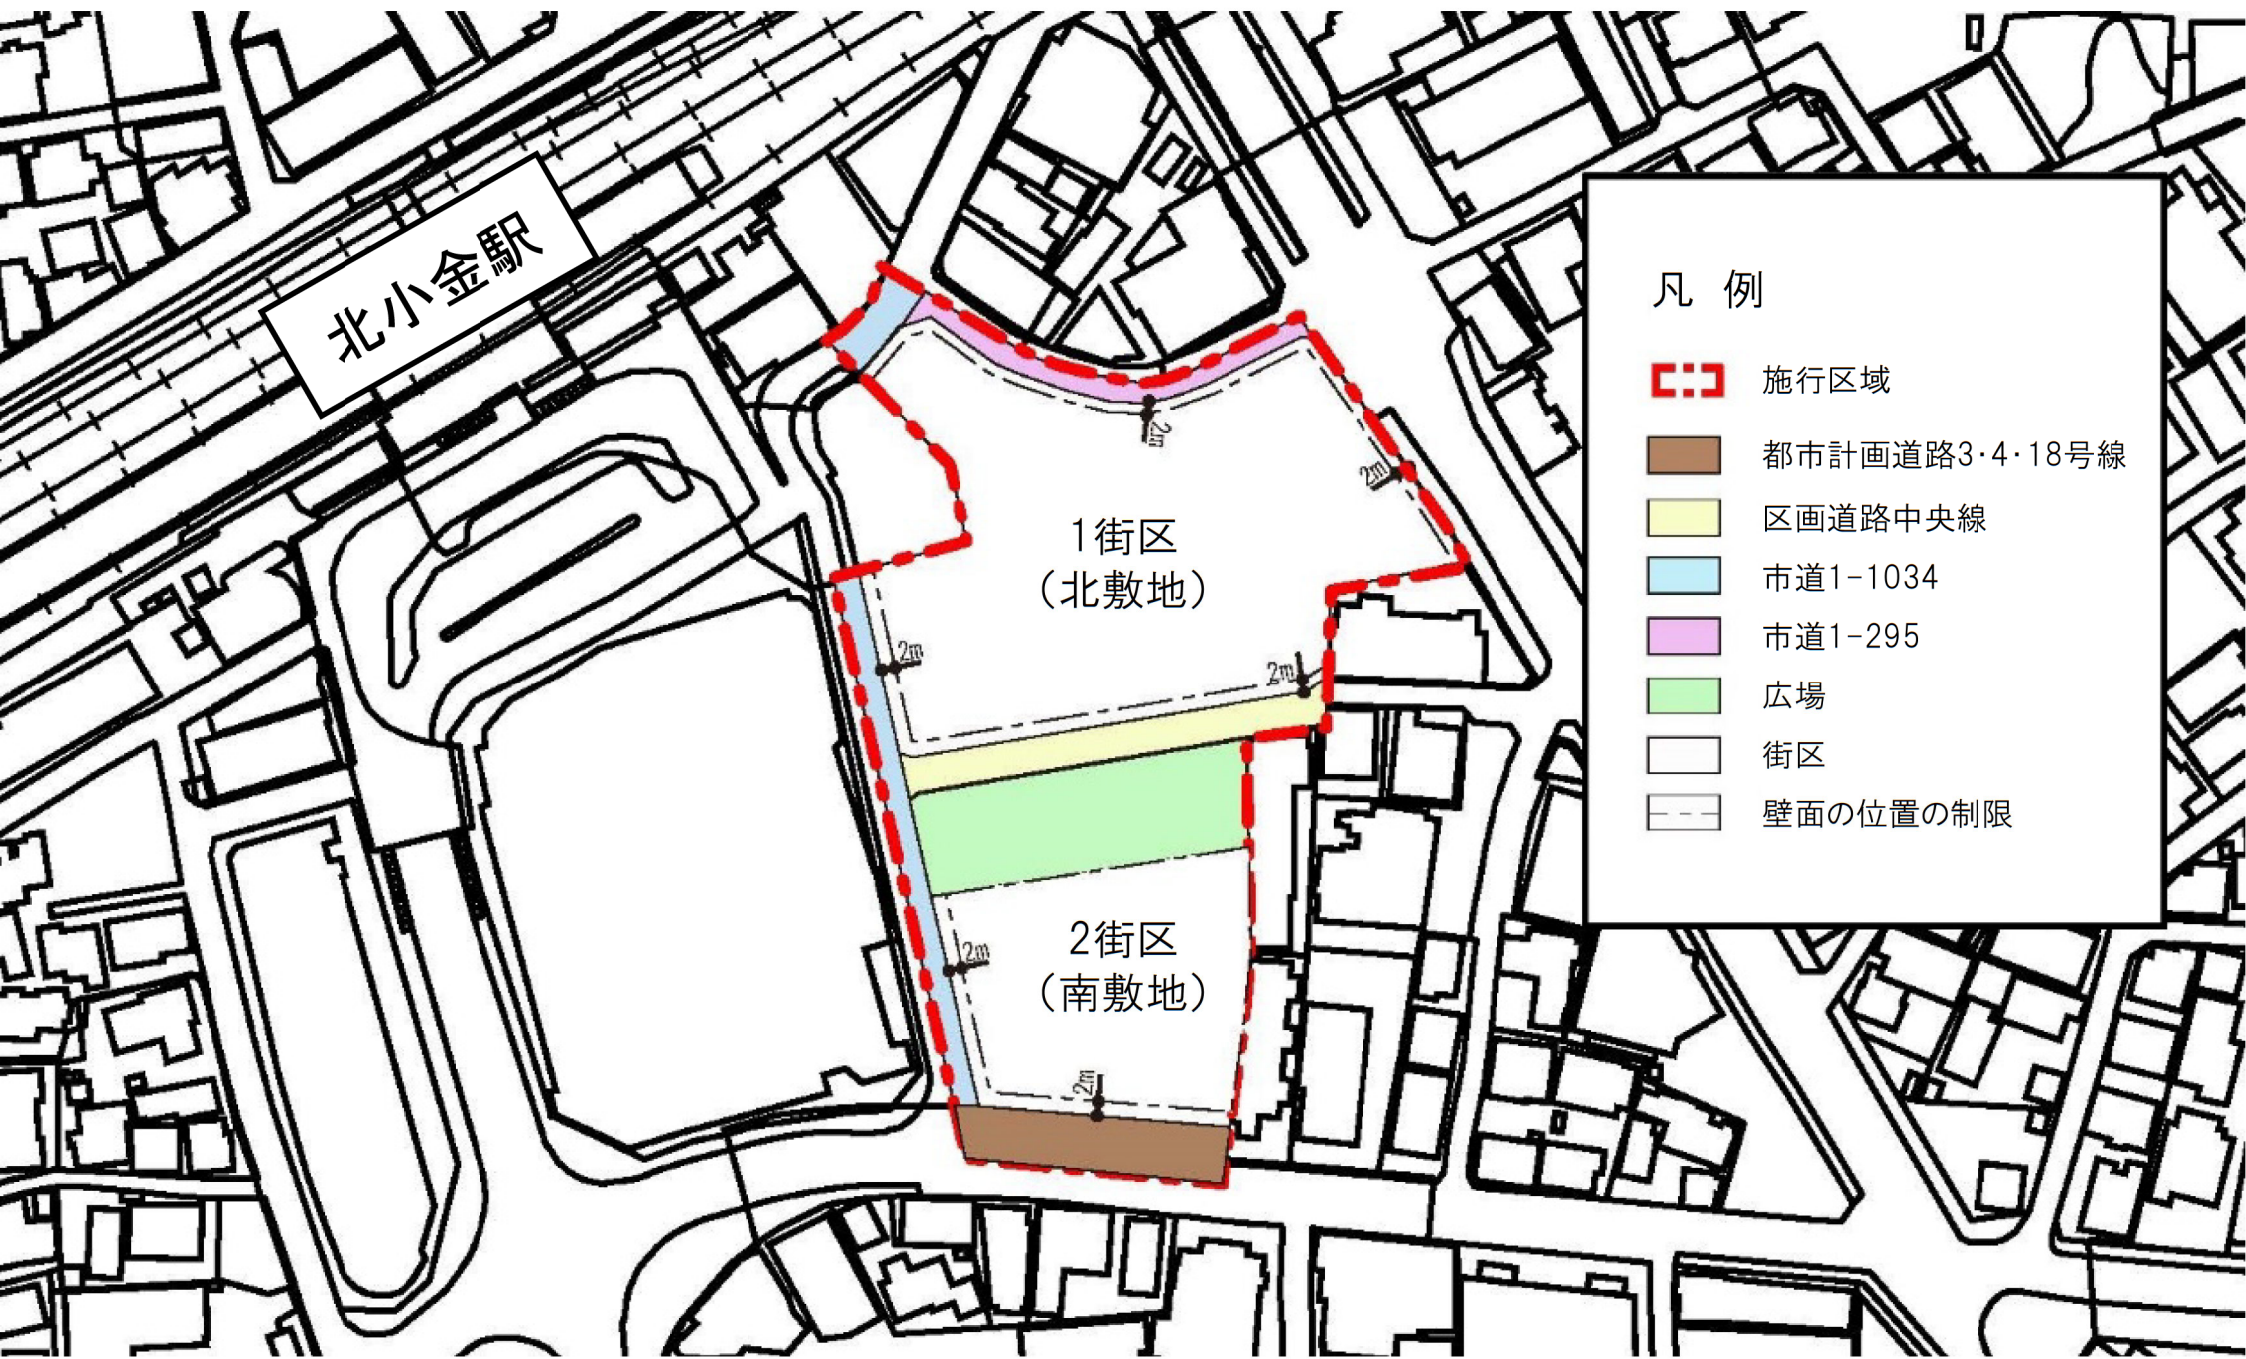 北小金駅
1街区
（北敷地）
2街区
（南敷地）
2m
2m
2m
2m
2m
2m
凡 例
施行区域
都市計画道路3・4・18号線
区画道路中央線
市道1-1034
市道1-295
広場
街区
壁面の位置の制限